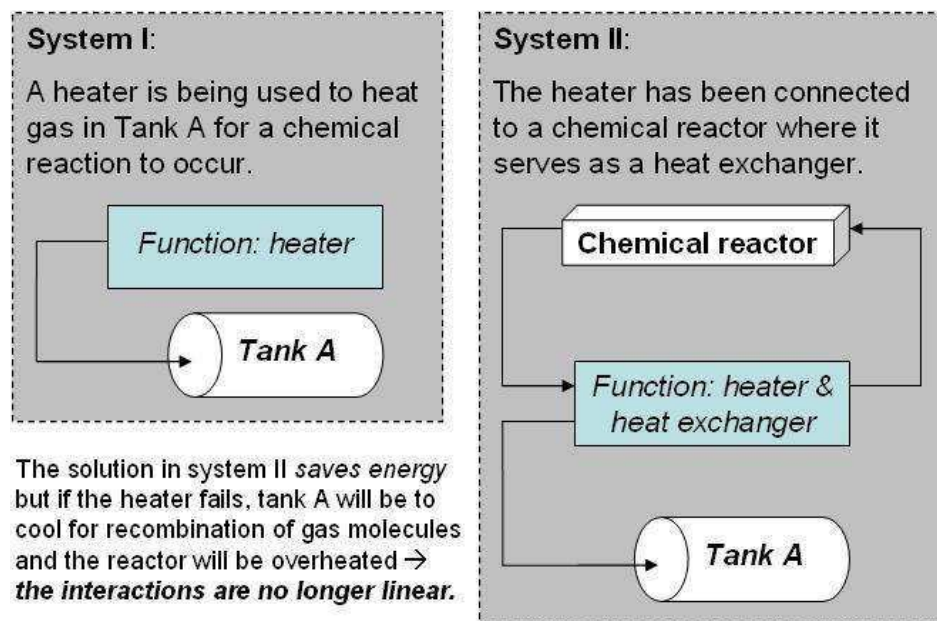 System I:
A heater is being used to heat
gas in Tank A for a chemical
reaction to occur.
Function: heater
Tank A
The solution in system II saves energy
but if the heater fails, tank A will be to
cool for recombination of gas molecules
and the reactor will be overheated →
the interactions are no longer linear.
System II:
The heater has been connected
to a chemical reactor where it
serves as a heat exchanger.
Chemical reactor
Function: heater &
heat exchanger
Tank A